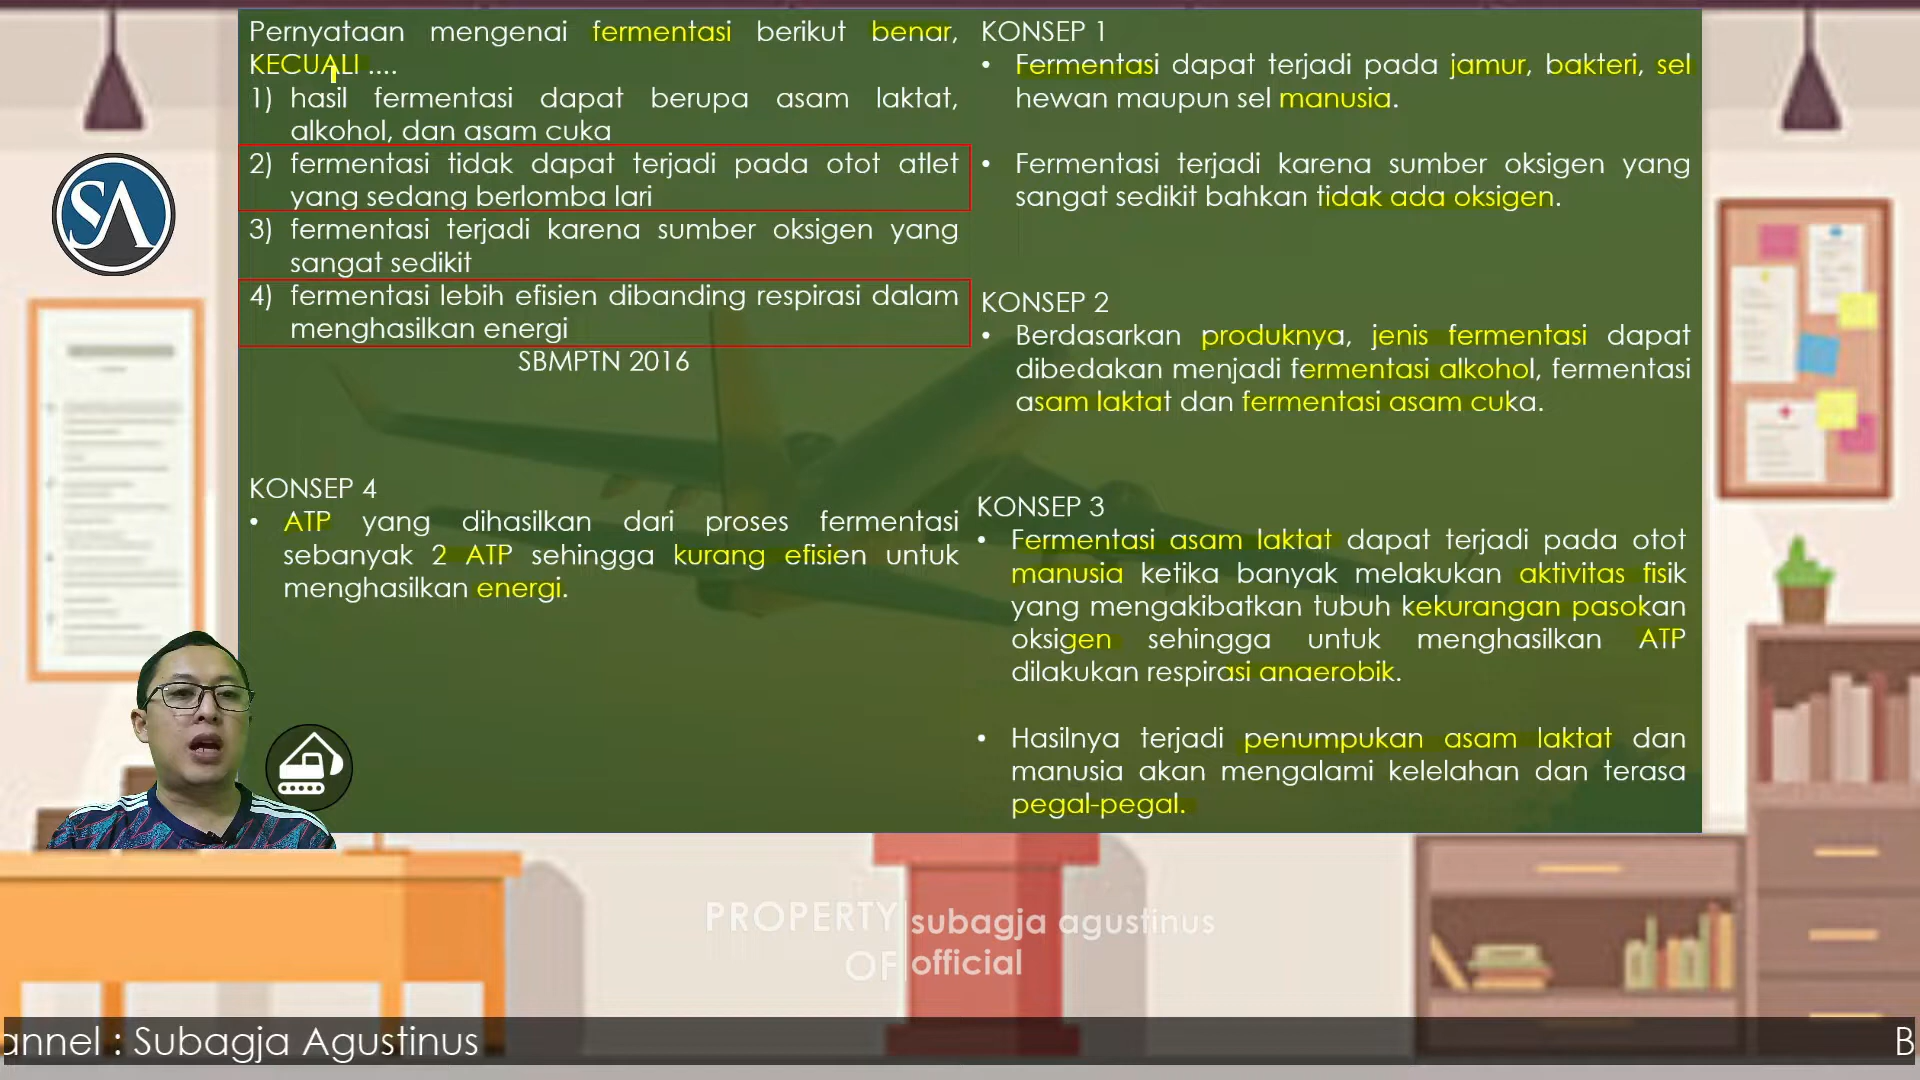 Pernyataan mengenai fermentasi berikut benar,
KECUALI ....
1) hasil fermentasi dapat berupa asam laktat,
alkohol, dan asam cuka
2) fermentasi tidak dapat terjadi pada otot atlet
yang sedang berlomba lari
3) fermentasi terjadi karena sumber oksigen yang
sangat sedikit
4) fermentasi lebih efisien dibanding respirasi dalam
menghasilkan energi
SBMPTN 2016
KONSEP 1
• Fermentasi dapat terjadi pada jamur, bakteri, sel
hewan maupun sel manusia.
• Fermentasi terjadi karena sumber oksigen yang
sangat sedikit bahkan tidak ada oksigen.
KONSEP 2
• Berdasarkan produknya, jenis fermentasi dapat
dibedakan menjadi fermentasi alkohol, fermentasi
asam laktat dan fermentasi asam cuka.
KONSEP 3
• Fermentasi asam laktat dapat terjadi pada otot
manusia ketika banyak melakukan aktivitas fisik
yang mengakibatkan tubuh kekurangan pasokan
oksigen sehingga untuk menghasilkan ATP
dilakukan respirasi anaerobik.
• Hasilnya terjadi penumpukan asam laktat dan
manusia akan mengalami kelelahan dan terasa
pegal-pegal.
KONSEP 4
• ATP yang dihasilkan dari proses fermentasi
sebanyak 2 ATP sehingga kurang efisien untuk
menghasilkan energi.
SA
PROPERTY OF
subagja agustinus
official
annel : Subagja Agustinus
B